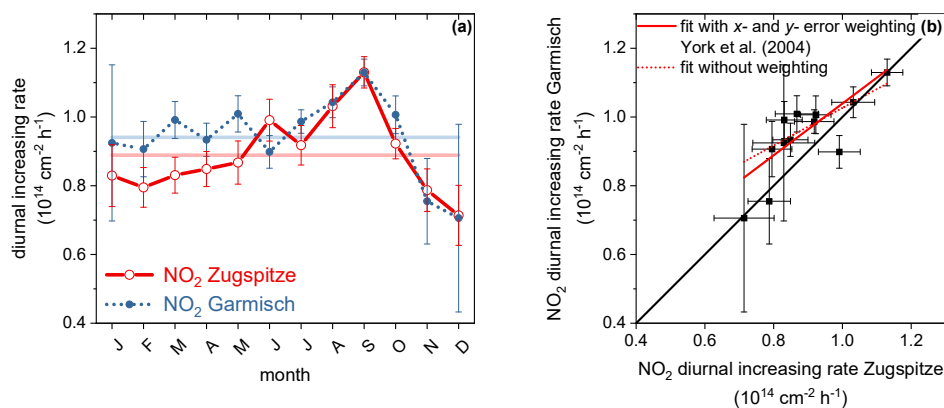 (a)
diurnal increasing rate
(10¹⁴ cm⁻² h⁻¹)
1.2
1.0
0.8
0.6
0.4
NO₂ Zugspitze
NO₂ Garmisch
J F M A M J J A S O N D
month
(b)
fit with x- and y- error weighting
York et al. (2004)
fit without weighting
NO₂ diurnal increasing rate Garmisch
(10¹⁴ cm⁻² h⁻¹)
1.2
1.0
0.8
0.6
0.4
0.4 0.6 0.8 1.0 1.2
NO₂ diurnal increasing rate Zugspitze
(10¹⁴ cm⁻² h⁻¹)